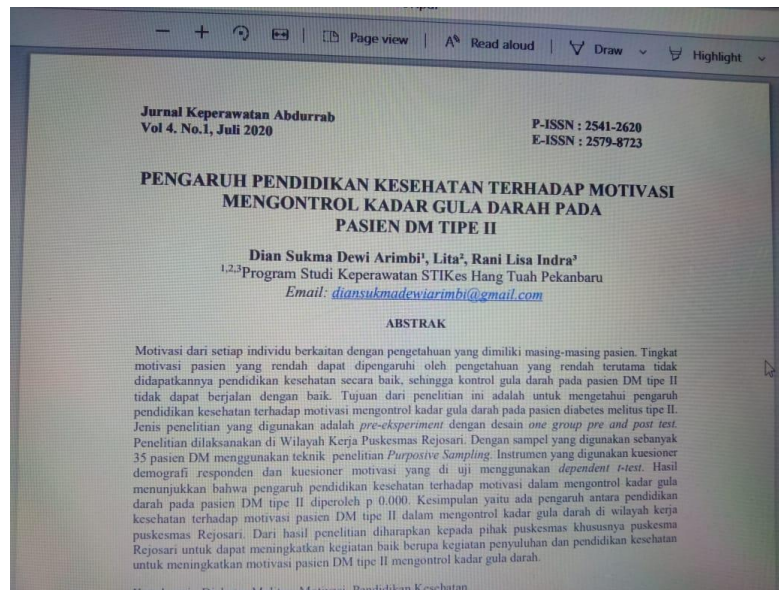 Page view
Read aloud
Draw
Highlight
Jurnal Keperawatan Abdurrab
Vol 4. No.1, Juli 2020
P-ISSN : 2541-2620
E-ISSN : 2579-8723
PENGARUH PENDIDIKAN KESEHATAN TERHADAP MOTIVASI
MENGONTROL KADAR GULA DARAH PADA
PASIEN DM TIPE II
Dian Sukma Dewi Arimbi¹, Lita², Rani Lisa Indra³
1,2,3Program Studi Keperawatan STIKes Hang Tuah Pekanbaru
Email: diansukmadewiarimbi@gmail.com
ABSTRAK
Motivasi dari setiap individu berkaitan dengan pengetahuan yang dimiliki masing-masing pasien. Tingkat
motivasi pasien yang rendah dapat dipengaruhi oleh pengetahuan yang rendah terutama tidak
didapatkannya pendidikan kesehatan secara baik, sehingga kontrol gula darah pada pasien DM tipe II
tidak dapat berjalan dengan baik. Tujuan dari penelitian ini adalah untuk mengetahui pengaruh
pendidikan kesehatan terhadap motivasi mengontrol kadar gula darah pada pasien diabetes melitus tipe II.
Jenis penelitian yang digunakan adalah pre-eksperiment dengan desain one group pre and post test.
Penelitian dilaksanakan di Wilayah Kerja Puskesmas Rejosari. Dengan sampel yang digunakan sebanyak
35 pasien DM menggunakan teknik penelitian Purposive Sampling. Instrumen yang digunakan kuesioner
demografi responden dan kuesioner motivasi yang di uji menggunakan dependent t-test. Hasil
menunjukkan bahwa pengaruh pendidikan kesehatan terhadap motivasi dalam mengontrol kadar gula
darah pada pasien DM tipe II diperoleh p 0.000. Kesimpulan yaitu ada pengaruh antara pendidikan
kesehatan terhadap motivasi pasien DM tipe II dalam mengontrol kadar gula darah di wilayah kerja
puskesmas Rejosari. Dari hasil penelitian diharapkan kepada pihak puskesmas khususnya puskesma
Rejosari untuk dapat meningkatkan kegiatan baik berupa kegiatan penyuluhan dan pendidikan kesehatan
untuk meningkatkan motivasi pasien DM tipe II mengontrol kadar gula darah.